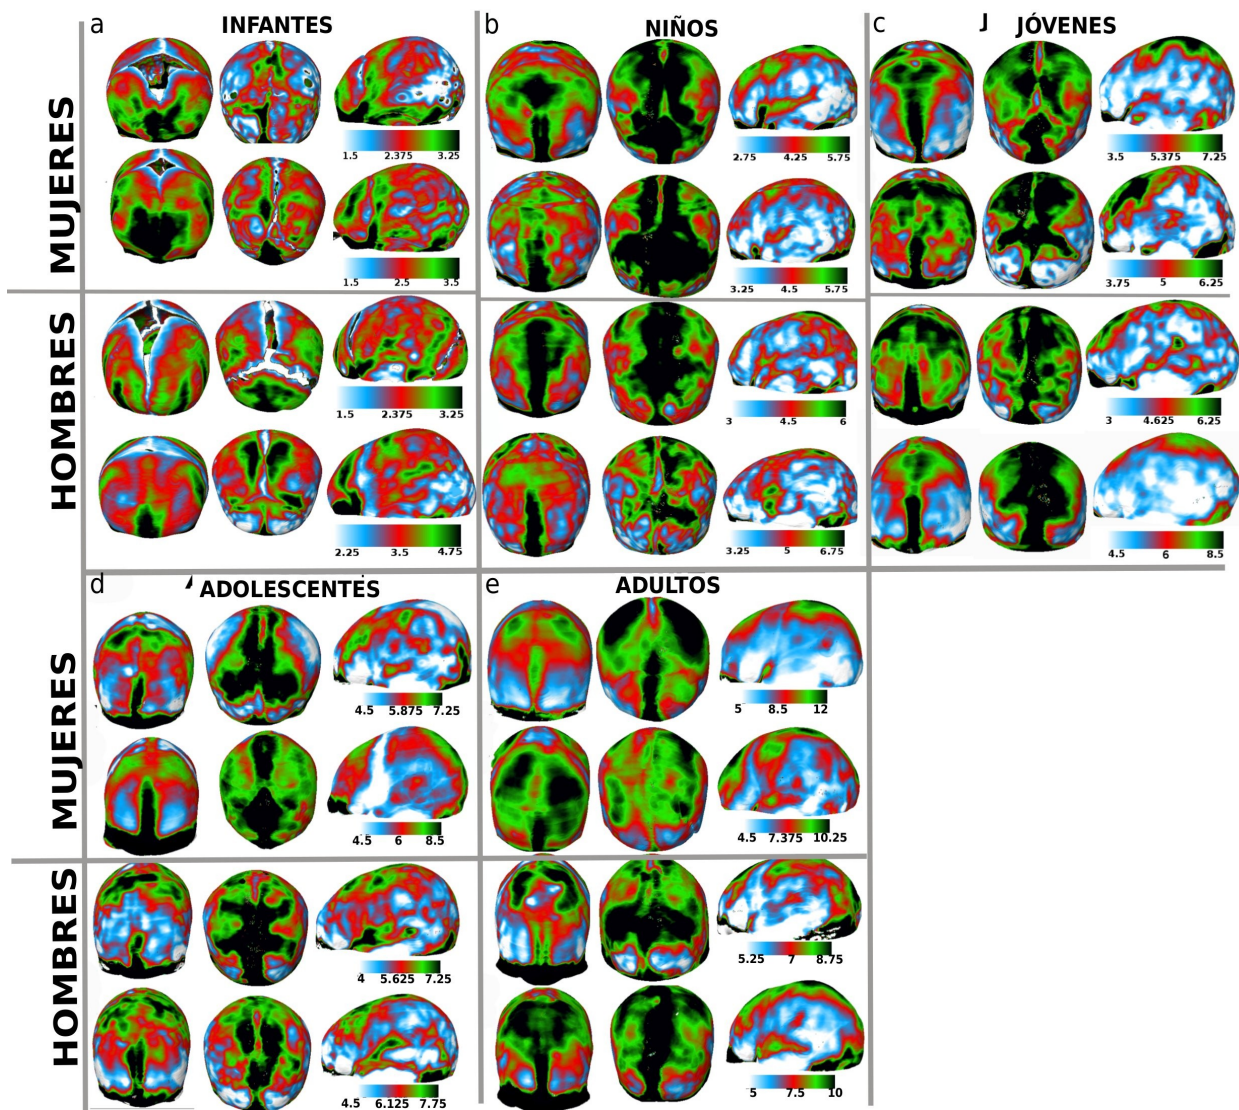 a INFANTES
b NIÑOS
c J JÓVENES
MUJERES
1.5 2.375 3.25
2.75 4.25 5.75
3.5 5.375 7.25
1.5 2.5 3.5
3.25 4.5 5.75
3.75 5 6.25
HOMBRES
1.5 2.375 3.25
3 4.5 6
3 4.625 6.25
2.25 3.5 4.75
3.25 5 6.75
4.5 6 8.5
d ADOLESCENTES
e ADULTOS
MUJERES
4.5 5.875 7.25
5 8.5 12
4.5 6 8.5
4.5 7.375 10.25
HOMBRES
4 5.625 7.25
5.25 7 8.75
4.5 6.125 7.75
5 7.5 10